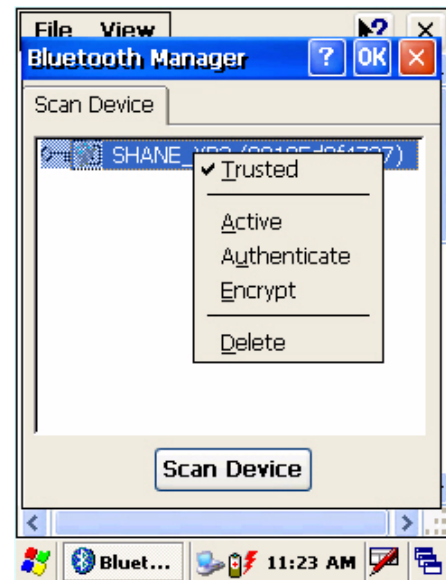 File View
Bluetooth Manager ? OK
Scan Device
SHANE_
Trusted
Active
Authenticate
Encrypt
Delete
Scan Device
Bluet... 11:23 AM